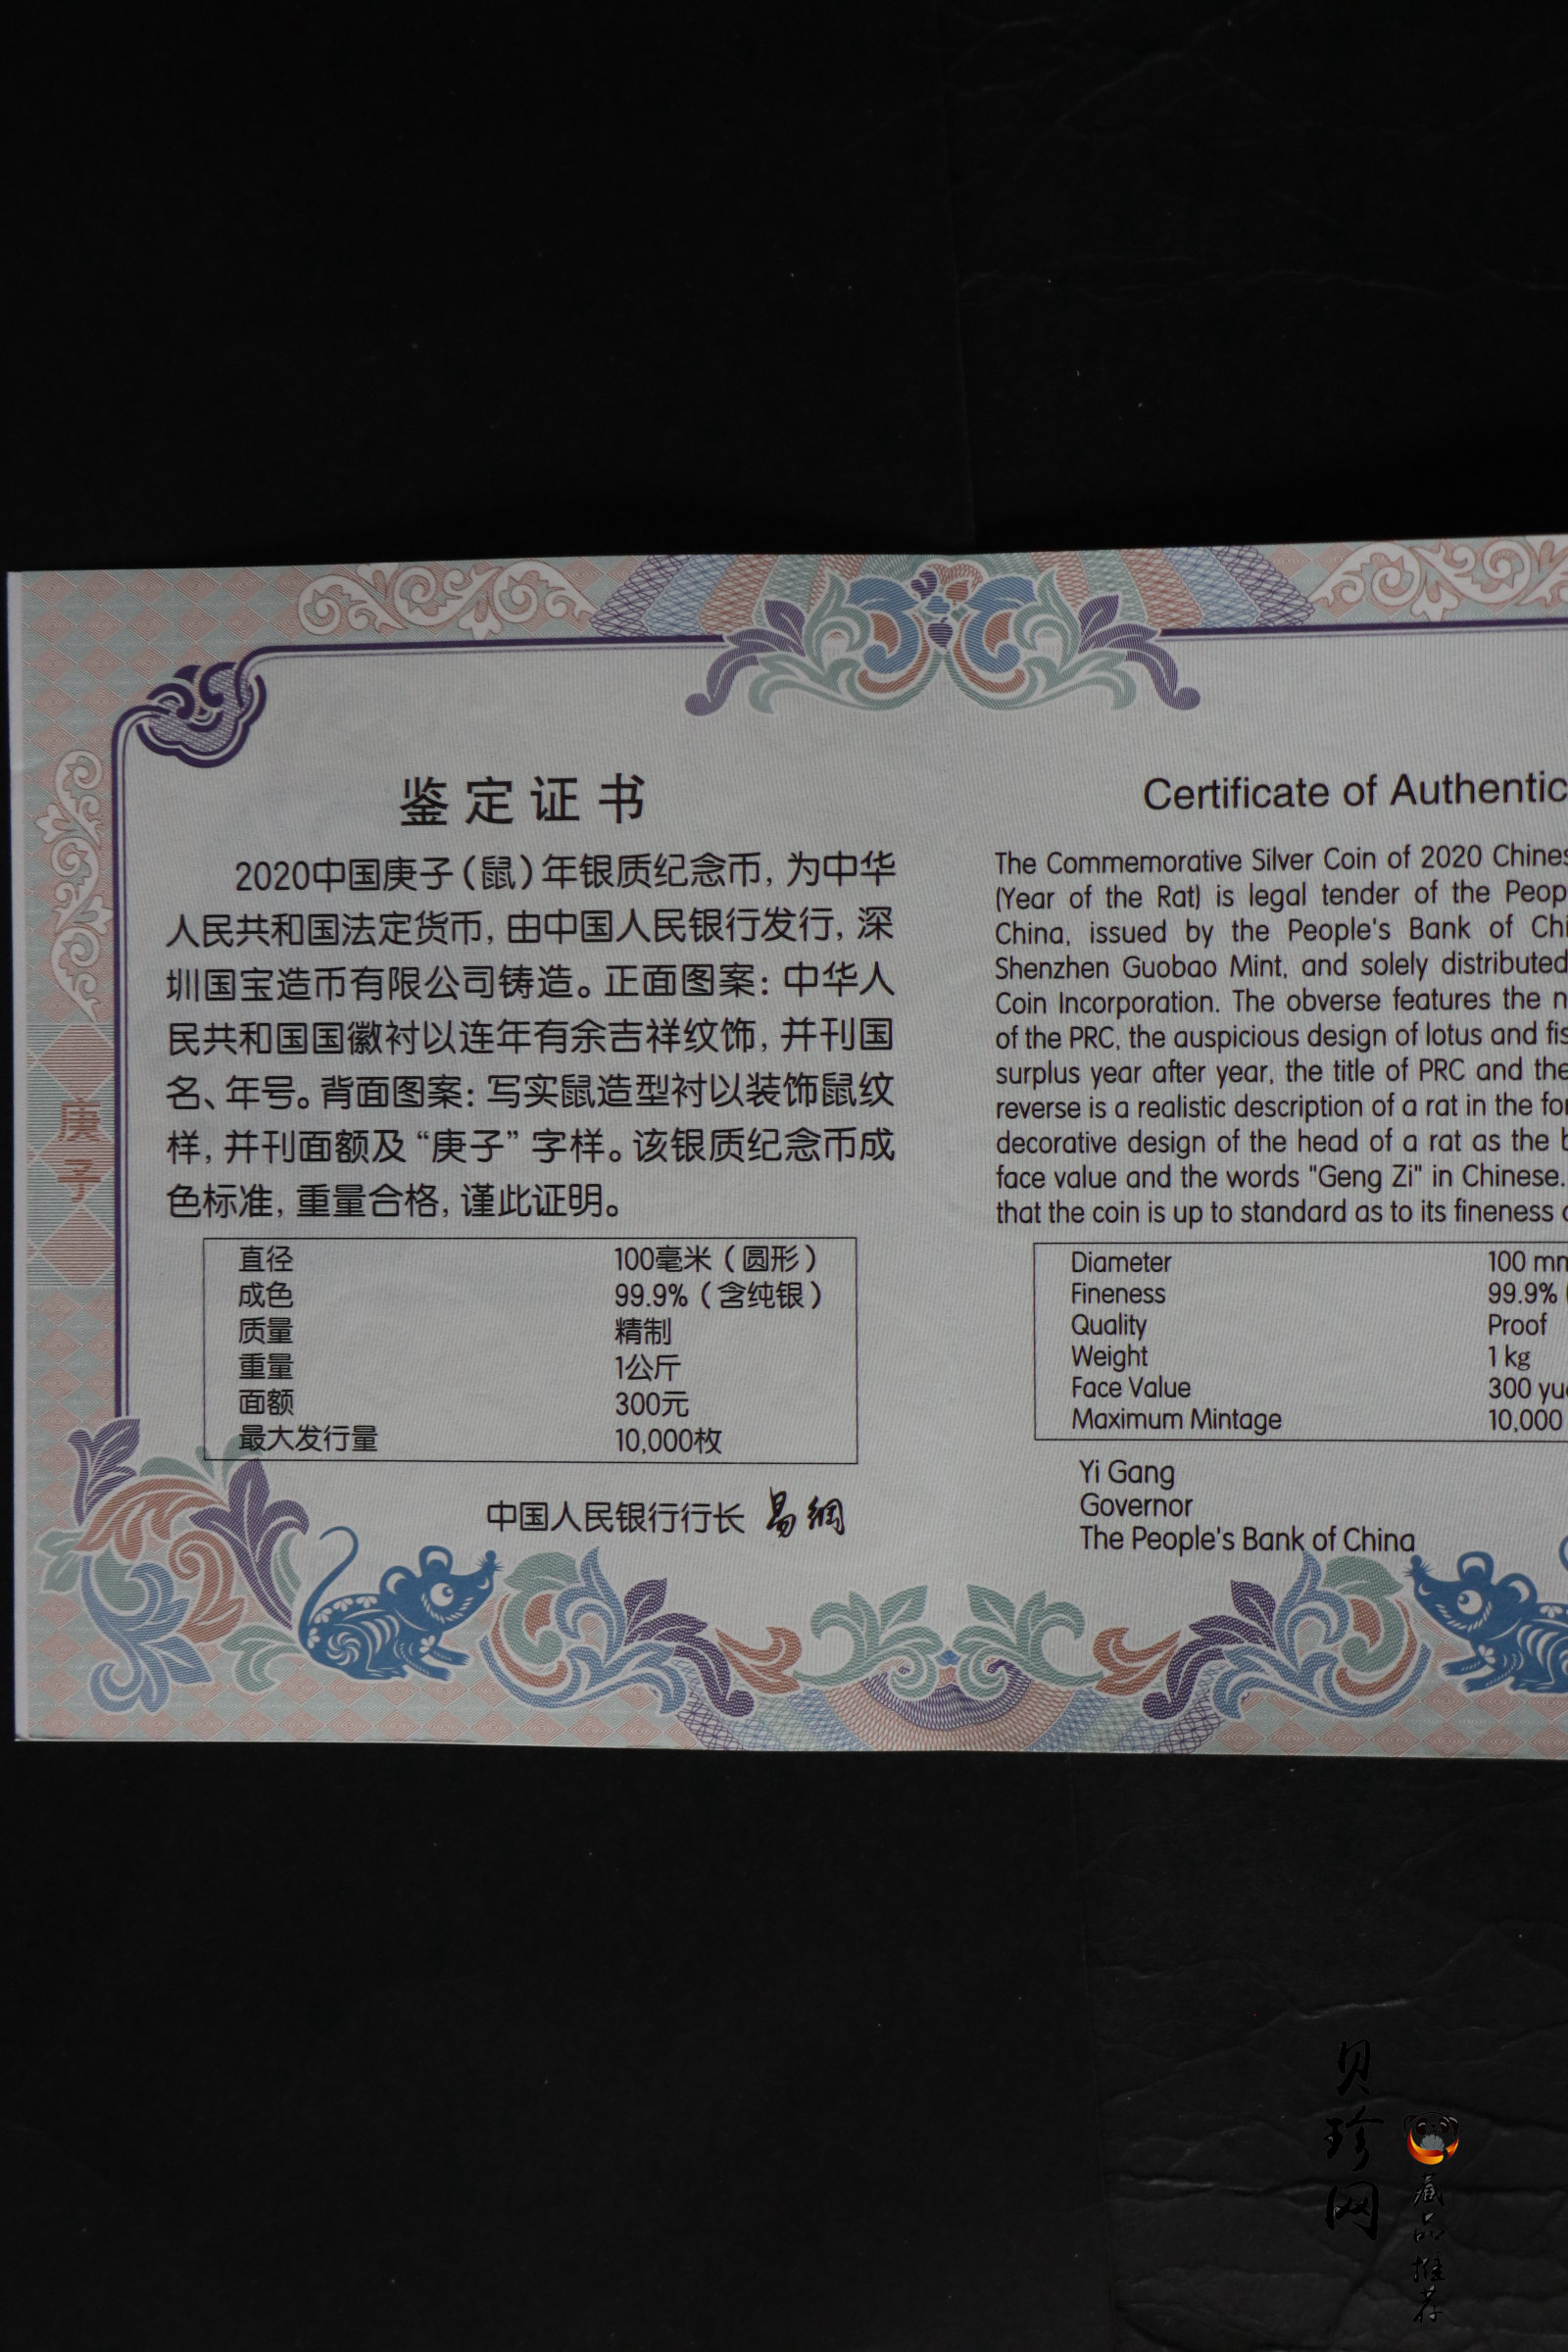 鉴定证书
2020中国庚子（鼠）年银质纪念币，为中华
人民共和国法定货币，由中国人民银行发行，深
圳国宝造币有限公司铸造。正面图案：中华人
民共和国国徽衬以连年有余吉祥纹饰，并刊国
名、年号。背面图案：写实鼠造型衬以装饰鼠纹
样，并刊面额及“庚子”字样。该银质纪念币成
色标准，重量合格，谨此证明。
直径 100毫米（圆形）
成色 99.9%（含纯银）
质量 精制
重量 1公斤
面额 300元
最大发行量 10,000枚
中国人民银行行长 易纲
庚子
Certificate of Authentic
The Commemorative Silver Coin of 2020 Chines
(Year of the Rat) is legal tender of the Peop
China, issued by the People's Bank of Chi
Shenzhen Guobao Mint, and solely distributed
Coin Incorporation. The obverse features the n
of the PRC, the auspicious design of lotus and fis
surplus year after year, the title of PRC and the
reverse is a realistic description of a rat in the for
decorative design of the head of a rat as the b
face value and the words "Geng Zi" in Chinese.
that the coin is up to standard as to its fineness
Diameter 100 mm
Fineness 99.9%
Quality Proof
Weight 1 kg
Face Value 300 yu
Maximum Mintage 10,000
Yi Gang
Governor
The People's Bank of China
贝珍网
藏品推荐